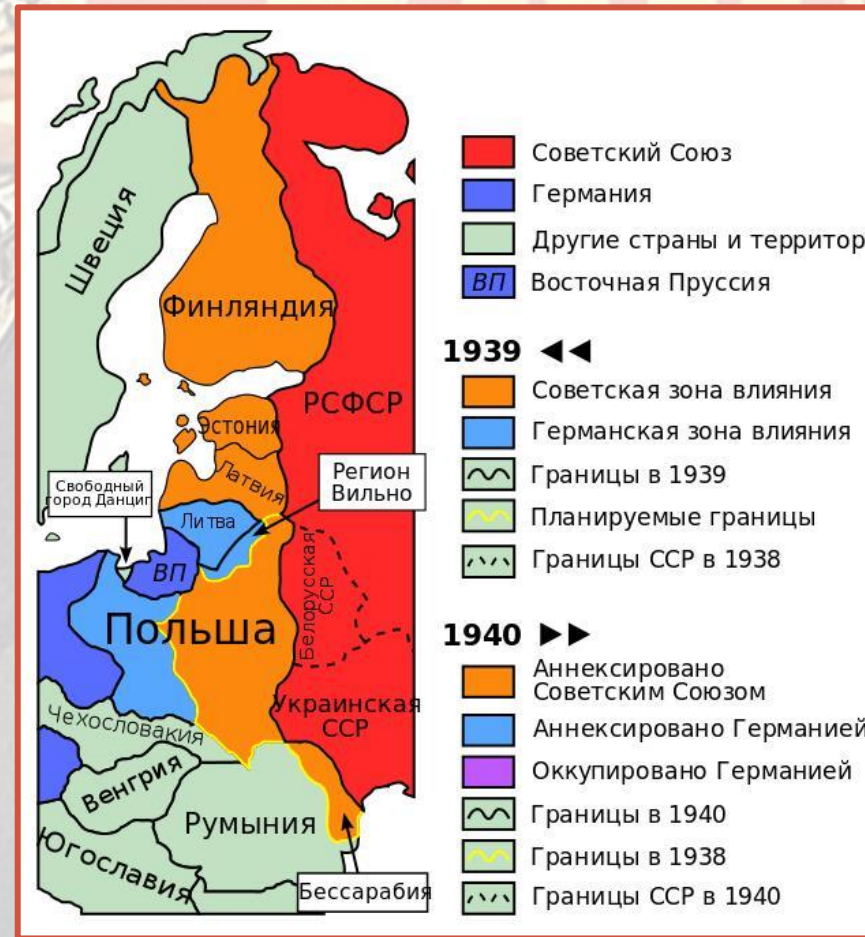 Швеция
Финляндия
РСФСР
Эстония
Латвия
Регион
Вильно
Свободный
город Данциг
Литва
ВП
Польша
Белорусская
ССР
Украинская
ССР
Чехословакия
Венгрия
Румыния
Югославия
Бессарабия
Советский Союз
Германия
Другие страны и территор
ВП Восточная Пруссия
1939 ◄◄
Советская зона влияния
Германская зона влияния
Границы в 1939
Планируемые границы
Границы ССР в 1938
1940 ►►
Аннексировано
Советским Союзом
Аннексировано Германией
Оккупировано Германией
Границы в 1940
Границы в 1938
Границы ССР в 1940